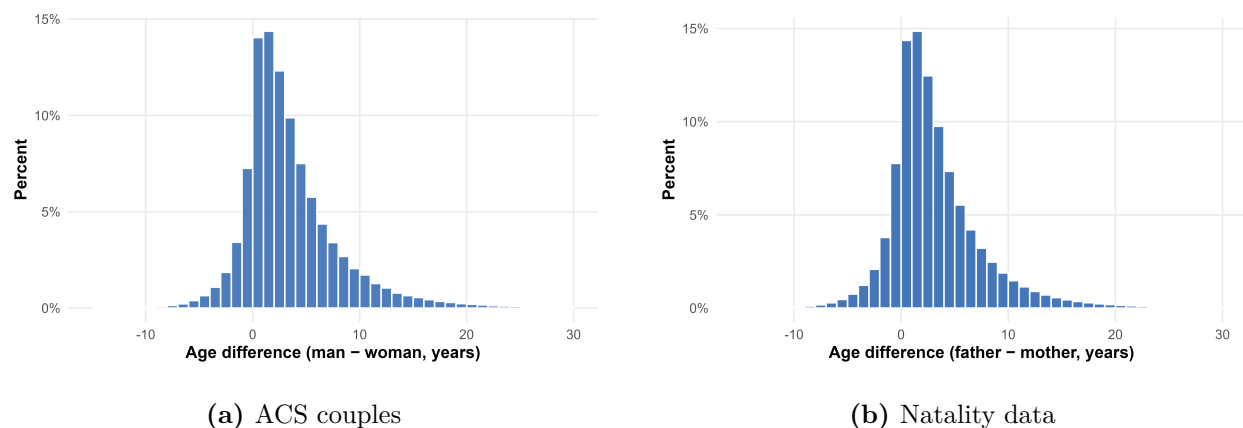 15%
10%
5%
0%
Percent
-10 0 10 20 30
Age difference (man − woman, years)
(a) ACS couples
15%
10%
5%
0%
Percent
-10 0 10 20 30
Age difference (father − mother, years)
(b) Natality data